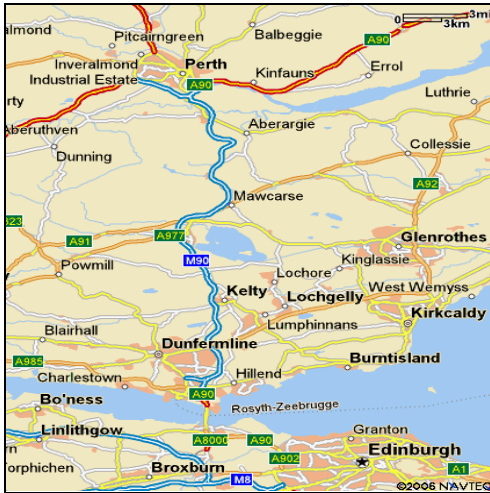 almond
Pitcairngreen
Balbeggie
0 3mi
3km
A90
Inveralmond
Industrial Estate
Perth
Kinfauns
Errol
A90
Luthrie
rty
Aberuthven
Aberargie
Dunning
Collessie
A92
Mawcarse
823
A91
A977
Glenrothes
M90
Kinglassie
Powmill
Lochore
Kelty
Lochgelly
West Wemyss
Lumphinnans
Kirkcaldy
Blairhall
Dunfermline
A985
Burntisland
Charlestown
Hillend
A90
Bo'ness
Rosyth-Zeebrugge
Linlithgow
A8000
A90
Granton
Edinburgh
Torphichen
A902
Broxburn
M8
A1
©2006 NAVTEQ